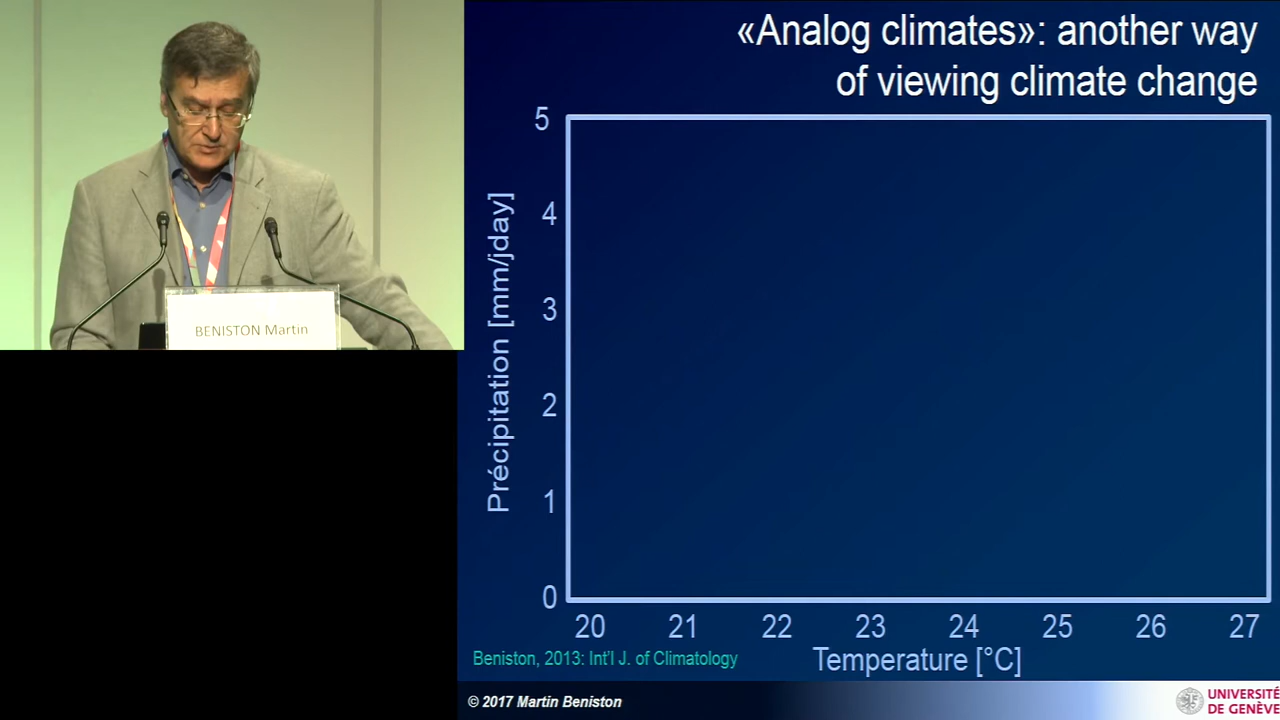 «Analog climates»: another way
of viewing climate change
5
4
3
2
1
0
Précipitation [mm/jday]
20 21 22 23 24 25 26 27
Temperature [°C]
Beniston, 2013: Int'l J. of Climatology
© 2017 Martin Beniston
UNIVERSITÉ
DE GENÈVE
BENISTON Martin